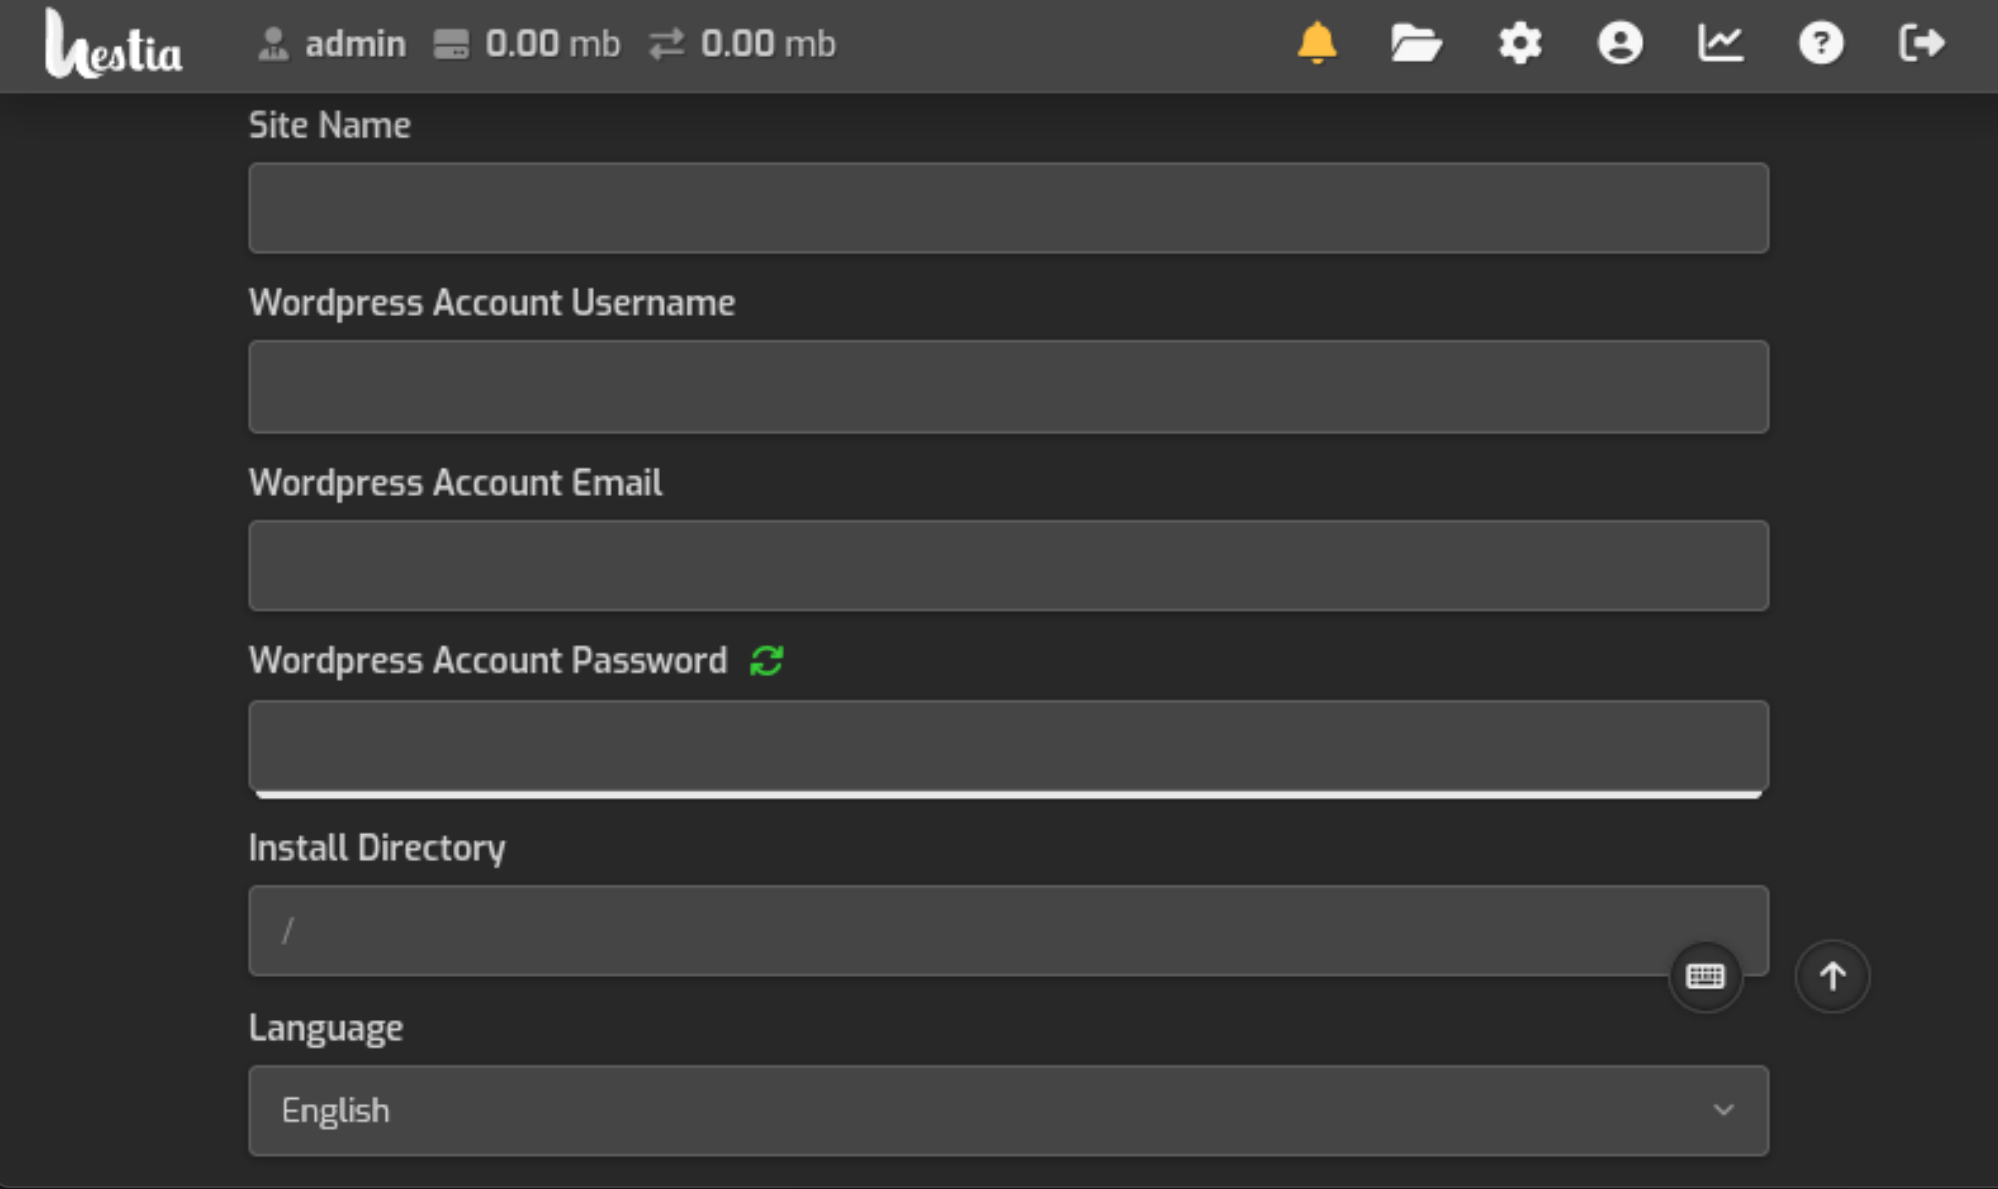 hestia admin 0.00 mb 0.00 mb
Site Name
Wordpress Account Username
Wordpress Account Email
Wordpress Account Password
Install Directory
/
Language
English